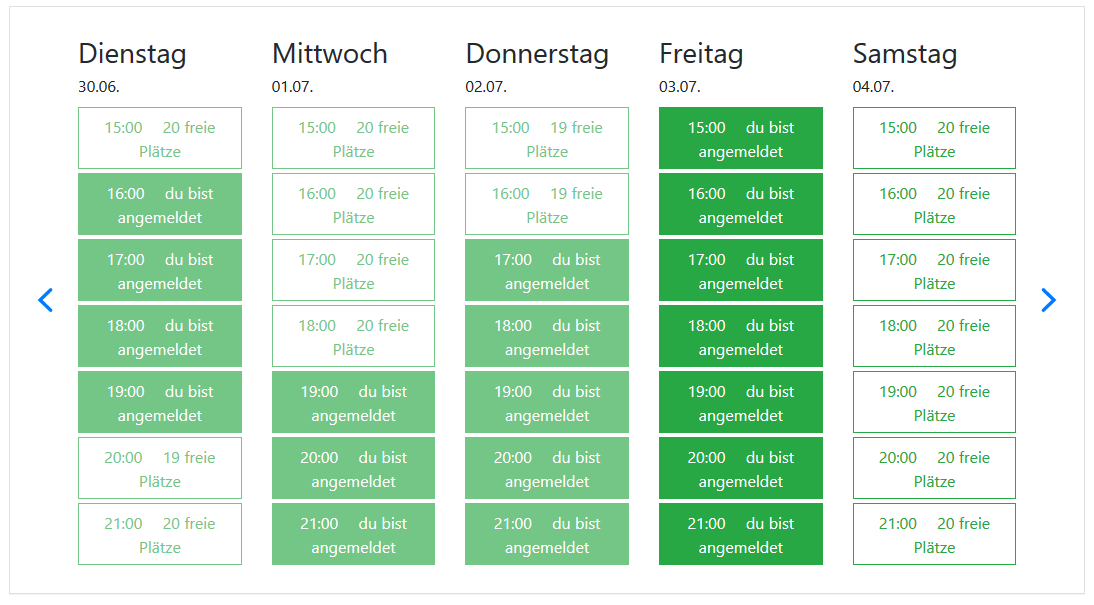 Dienstag
30.06.
15:00 20 freie
Plätze
16:00 du bist
angemeldet
17:00 du bist
angemeldet
18:00 du bist
angemeldet
19:00 du bist
angemeldet
20:00 19 freie
Plätze
21:00 20 freie
Plätze
Mittwoch
01.07.
15:00 20 freie
Plätze
16:00 20 freie
Plätze
17:00 20 freie
Plätze
18:00 20 freie
Plätze
19:00 du bist
angemeldet
20:00 du bist
angemeldet
21:00 du bist
angemeldet
Donnerstag
02.07.
15:00 19 freie
Plätze
16:00 19 freie
Plätze
17:00 du bist
angemeldet
18:00 du bist
angemeldet
19:00 du bist
angemeldet
20:00 du bist
angemeldet
21:00 du bist
angemeldet
Freitag
03.07.
15:00 du bist
angemeldet
16:00 du bist
angemeldet
17:00 du bist
angemeldet
18:00 du bist
angemeldet
19:00 du bist
angemeldet
20:00 du bist
angemeldet
21:00 du bist
angemeldet
Samstag
04.07.
15:00 20 freie
Plätze
16:00 20 freie
Plätze
17:00 20 freie
Plätze
18:00 20 freie
Plätze
19:00 20 freie
Plätze
20:00 20 freie
Plätze
21:00 20 freie
Plätze